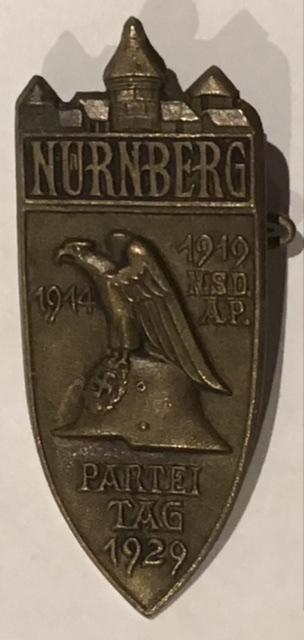 NÜRNBERG
1919
1914 N.S.D.
A.P.
PARTEI
TAG
1929